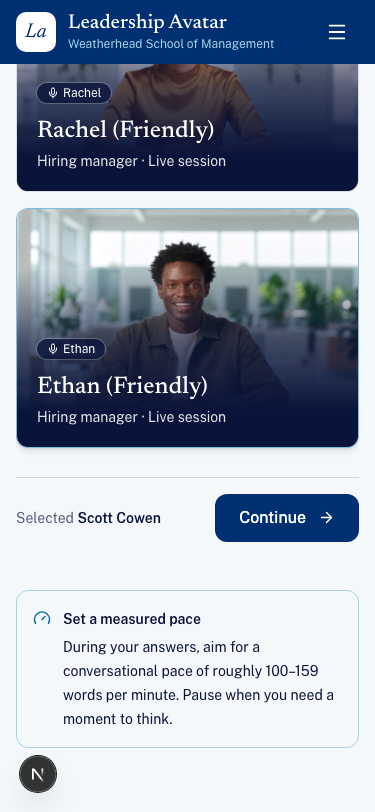 La
Leadership Avatar
Weatherhead School of Management
Rachel
Rachel (Friendly)
Hiring manager · Live session
Ethan
Ethan (Friendly)
Hiring manager · Live session
Selected Scott Cowen
Continue
Set a measured pace
During your answers, aim for a
conversational pace of roughly 100–159
words per minute. Pause when you need a
moment to think.
N